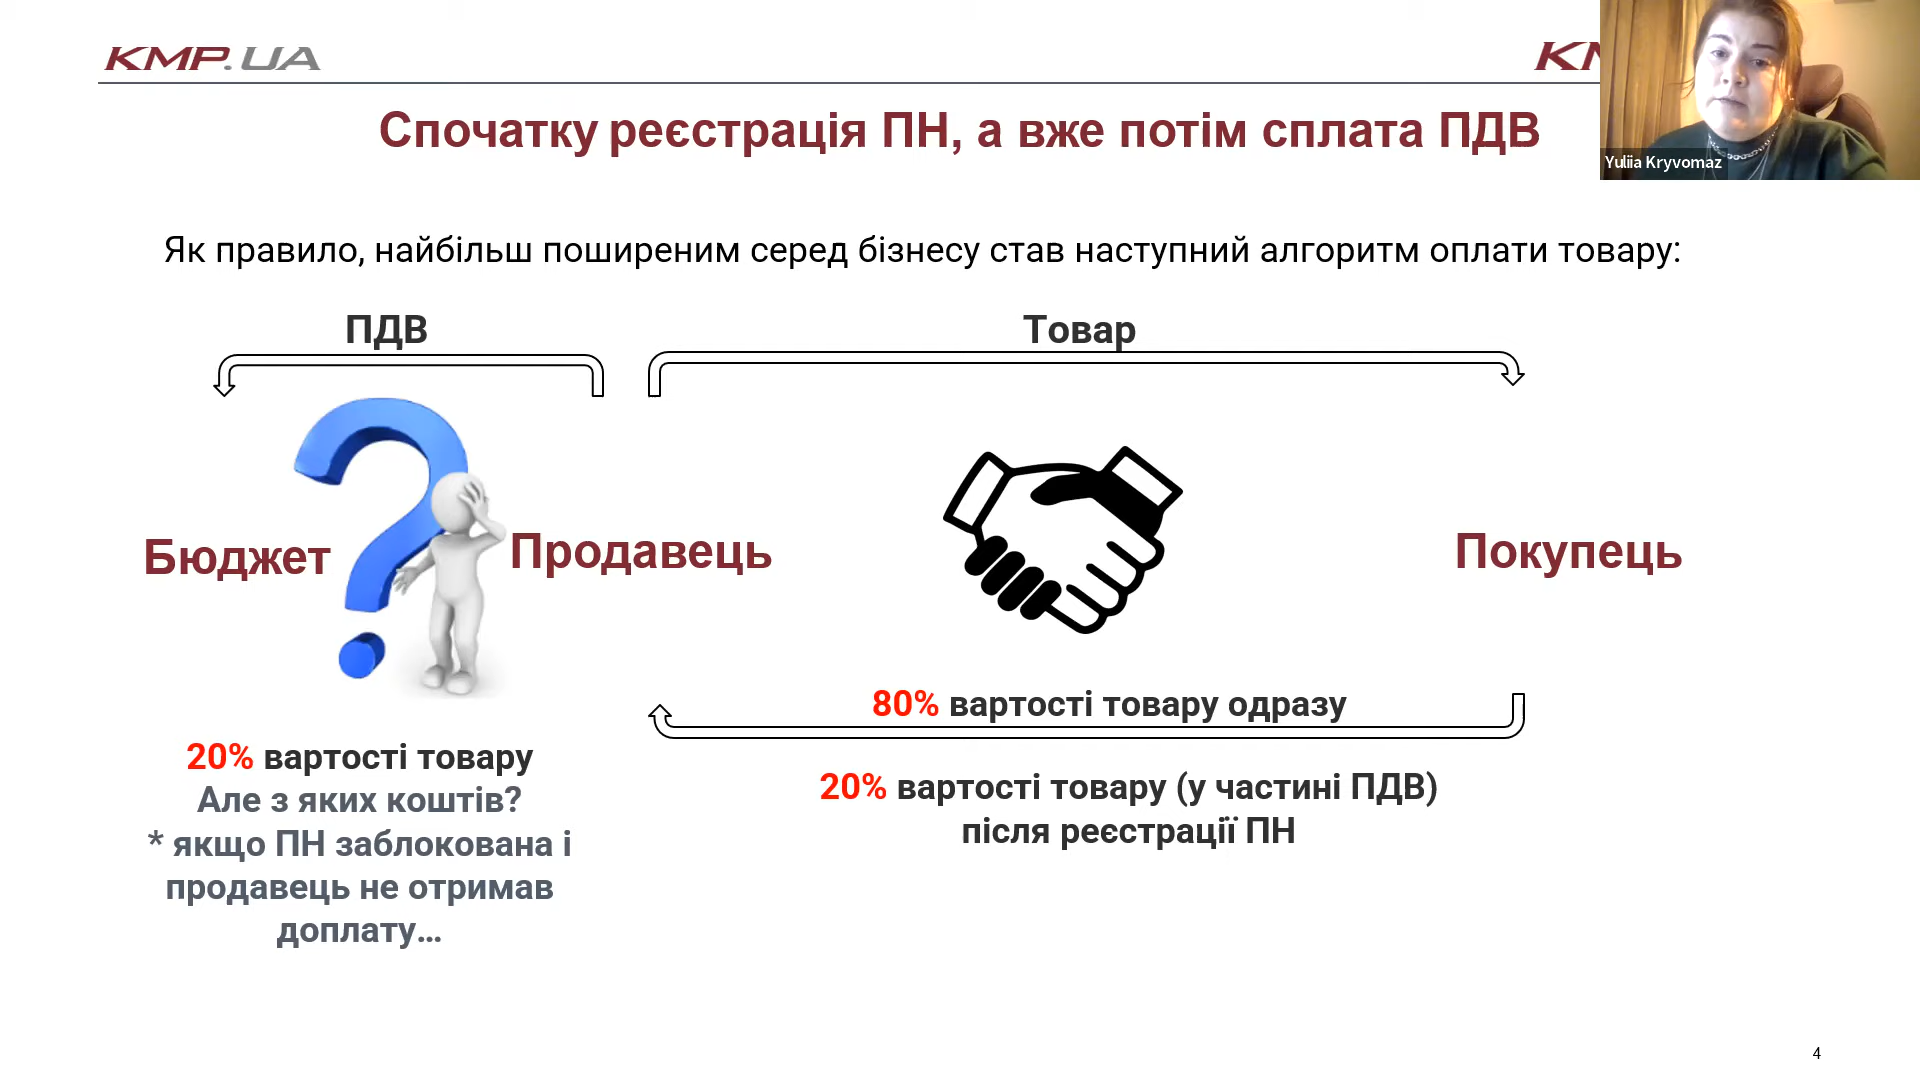 KMP.UA
Yuliia Kryvomaz
Спочатку реєстрація ПН, а вже потім сплата ПДВ
Як правило, найбільш поширеним серед бізнесу став наступний алгоритм оплати товару:
ПДВ
Товар
Бюджет
Продавець
Покупець
80% вартості товару одразу
20% вартості товару (у частині ПДВ)
після реєстрації ПН
20% вартості товару
Але з яких коштів?
* якщо ПН заблокована і
продавець не отримав
доплату...
4